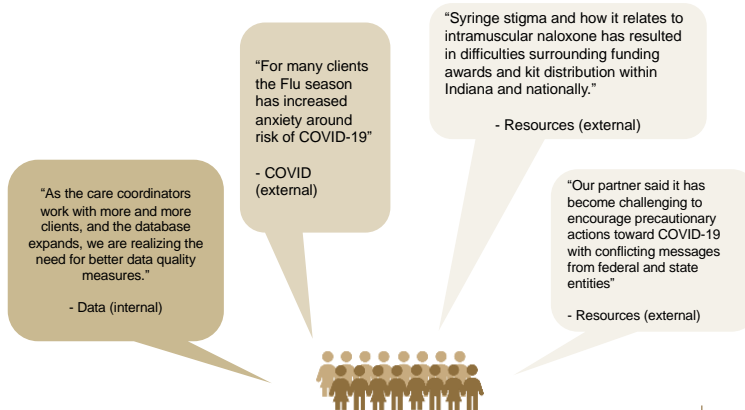 “As the care coordinators
work with more and more
clients, and the database
expands, we are realizing the
need for better data quality
measures.”
- Data (internal)
“For many clients
the Flu season
has increased
anxiety around
risk of COVID-19”
- COVID
(external)
“Syringe stigma and how it relates to
intramuscular naloxone has resulted
in difficulties surrounding funding
awards and kit distribution within
Indiana and nationally.”
- Resources (external)
“Our partner said it has
become challenging to
encourage precautionary
actions toward COVID-19
with conflicting messages
from federal and state
entities”
- Resources (external)